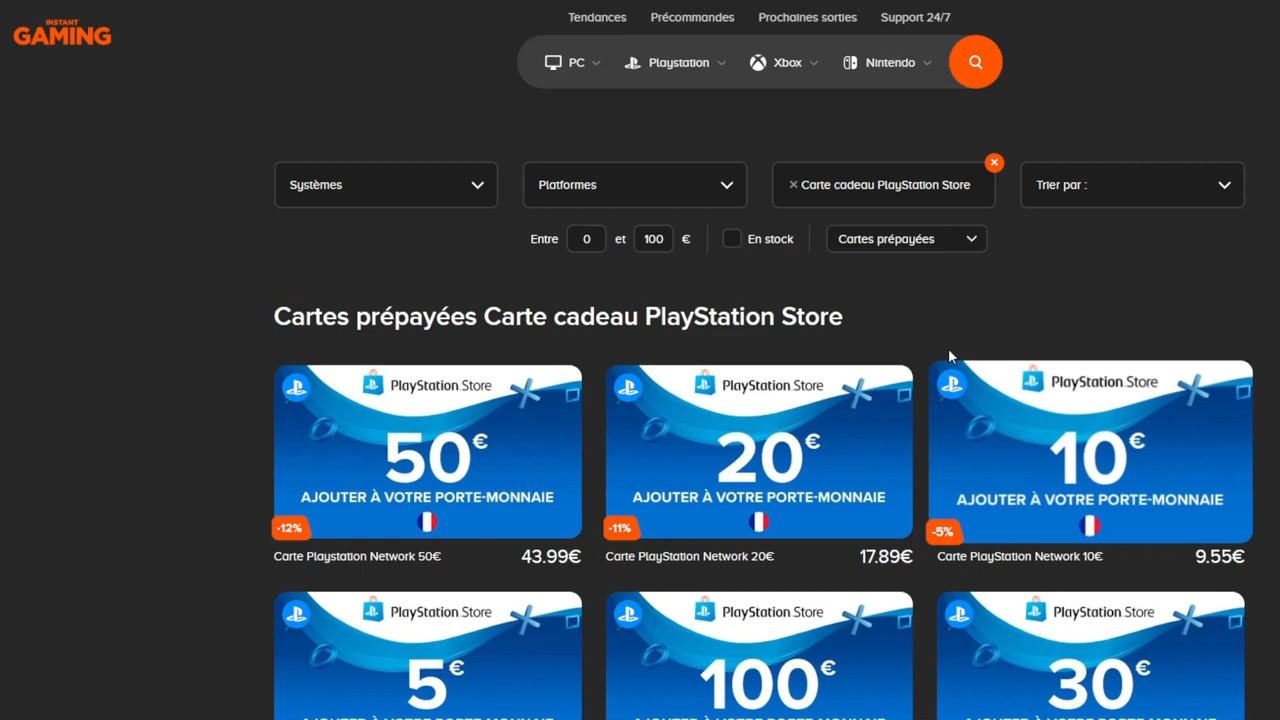 INSTANT
GAMING
Tendances Précommandes Prochaines sorties Support 24/7
PC Playstation Xbox Nintendo
Systèmes Platformes × Carte cadeau PlayStation Store Trier par :
Entre 0 et 100 € En stock Cartes prépayées
Cartes prépayées Carte cadeau PlayStation Store
PlayStation.Store
50€
AJOUTER À VOTRE PORTE-MONNAIE
-12%
Carte Playstation Network 50€ 43.99€
PlayStation.Store
20€
AJOUTER À VOTRE PORTE-MONNAIE
-11%
Carte PlayStation Network 20€ 17.89€
PlayStation.Store
10€
AJOUTER À VOTRE PORTE-MONNAIE
-5%
Carte PlayStation Network 10€ 9.55€
PlayStation.Store
5€
PlayStation.Store
100€
PlayStation.Store
30€